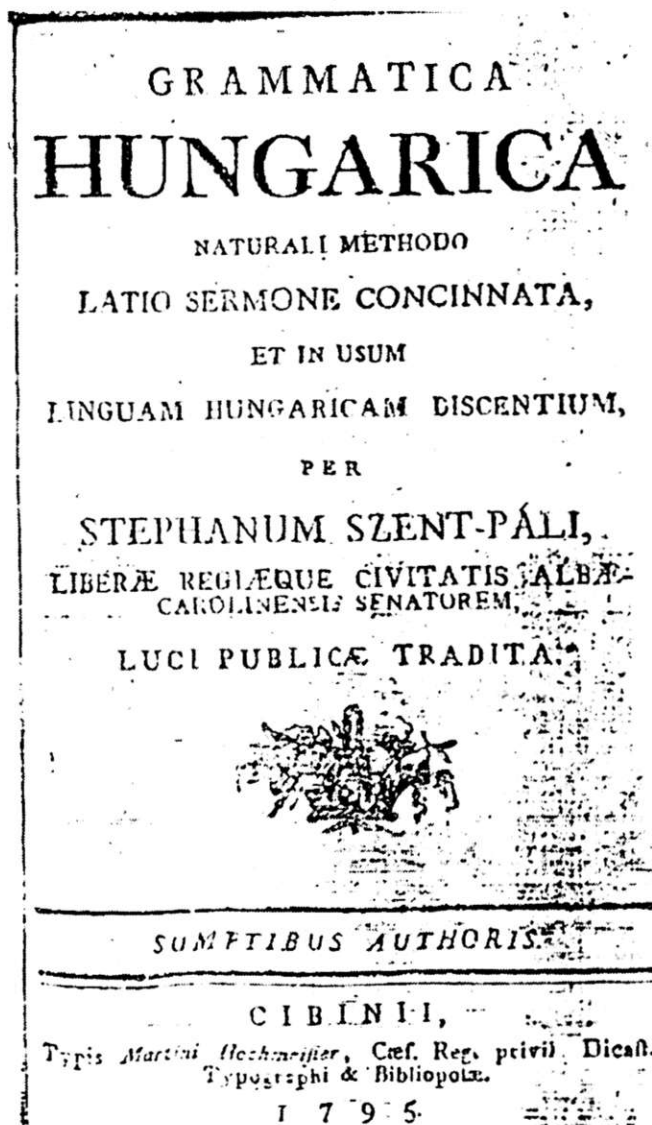 GRAMMATICA
HUNGARICA
NATURALI METHODO
LATIO SERMONE CONCINNATA,
ET IN USUM
LINGUAM HUNGARICAM DISCENTIUM,
PER
STEPHANUM SZENT-PÁLI,
LIBERÆ REGIÆQUE CIVITATIS ALBÆ-
CAROLINENSIS SENATOREM,
LUCI PUBLICÆ TRADITA.
SUMPTIBUS AUTHORIS.
CIBINII,
Typis Martini Hochmeiſter, Cæſ. Reg. privil. Dicaſt.
Typographi & Bibliopolæ.
1795.